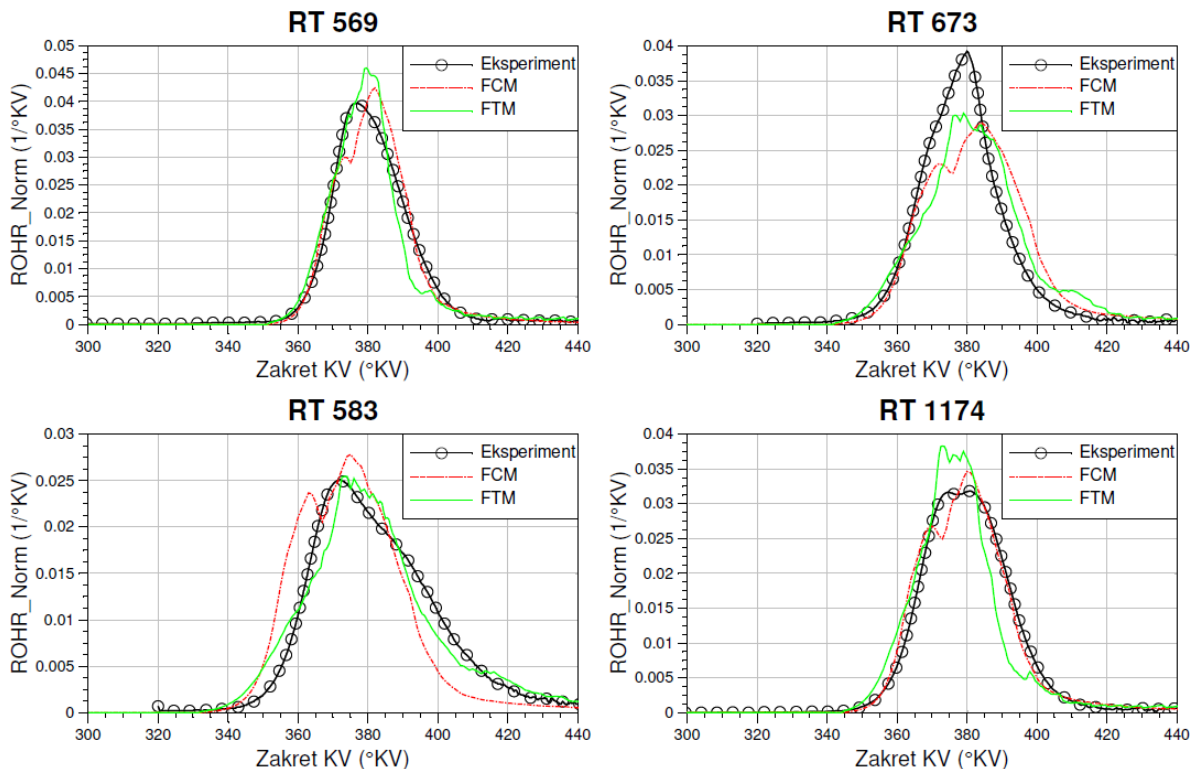 RT 569
ROHR_Norm (1/°KV)
0.05
0.045
0.04
0.035
0.03
0.025
0.02
0.015
0.01
0.005
0
Eksperiment
FCM
FTM
300 320 340 360 380 400 420 440
Zakret KV (°KV)
RT 673
ROHR_Norm (1/°KV)
0.04
0.035
0.03
0.025
0.02
0.015
0.01
0.005
0
Eksperiment
FCM
FTM
300 320 340 360 380 400 420 440
Zakret KV (°KV)
RT 583
ROHR_Norm (1/°KV)
0.03
0.025
0.02
0.015
0.01
0.005
0
Eksperiment
FCM
FTM
300 320 340 360 380 400 420 440
Zakret KV (°KV)
RT 1174
ROHR_Norm (1/°KV)
0.04
0.035
0.03
0.025
0.02
0.015
0.01
0.005
0
Eksperiment
FCM
FTM
300 320 340 360 380 400 420 440
Zakret KV (°KV)